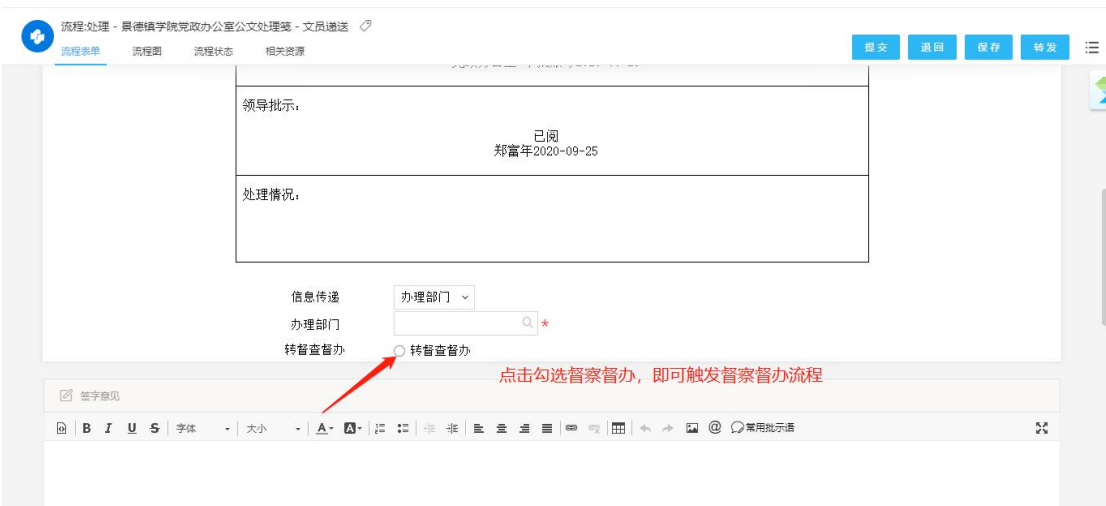 流程:处理 - 景德镇学院党政办公室公文处理笺 - 文员递送
流程表单 流程图 流程状态 相关资源
提交 退回 保存 转发
领导批示:
已阅
郑富年2020-09-25
处理情况:
信息传递 办理部门
办理部门 *
转督查督办 转督查督办
点击勾选督察督办，即可触发督察督办流程
签字意见
B I U S 字体 大小 A A @ 常用批示语